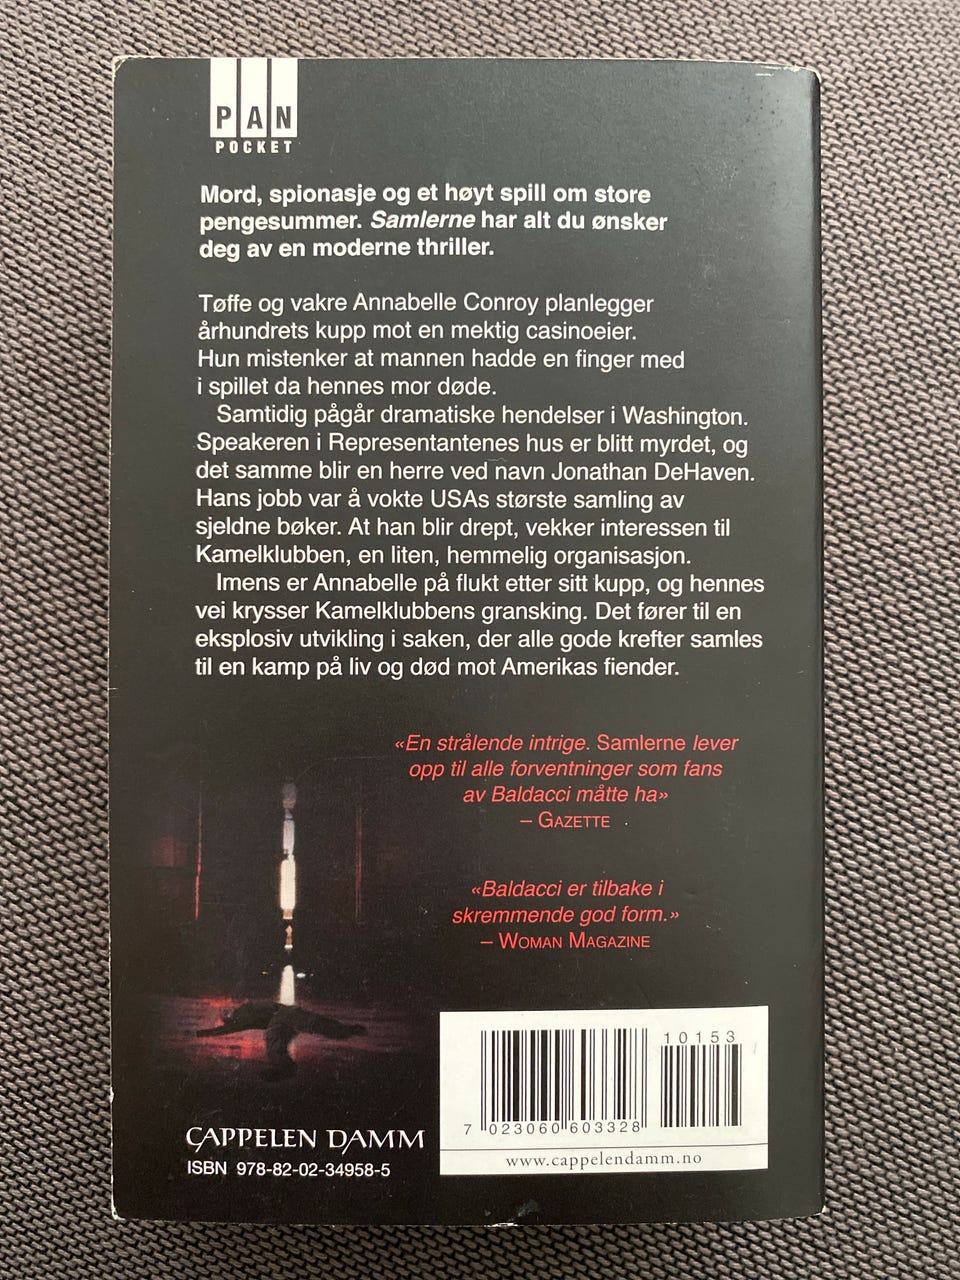 PAN
POCKET
Mord, spionasje og et høyt spill om store
pengesummer. Samlerne har alt du ønsker
deg av en moderne thriller.
Tøffe og vakre Annabelle Conroy planlegger
århundrets kupp mot en mektig casinoeier.
Hun mistenker at mannen hadde en finger med
i spillet da hennes mor døde.
Samtidig pågår dramatiske hendelser i Washington.
Speakeren i Representantenes hus er blitt myrdet, og
det samme blir en herre ved navn Jonathan DeHaven.
Hans jobb var å vokte USAs største samling av
sjeldne bøker. At han blir drept, vekker interessen til
Kamelklubben, en liten, hemmelig organisasjon.
Imens er Annabelle på flukt etter sitt kupp, og hennes
vei krysser Kamelklubbens gransking. Det fører til en
eksplosiv utvikling i saken, der alle gode krefter samles
til en kamp på liv og død mot Amerikas fiender.
«En strålende intrige. Samlerne lever
opp til alle forventninger som fans
av Baldacci måtte ha»
– GAZETTE
«Baldacci er tilbake i
skremmende god form.»
– WOMAN MAGAZINE
10153
7 023060 603328
www.cappelendamm.no
CAPPELEN DAMM
ISBN 978-82-02-34958-5